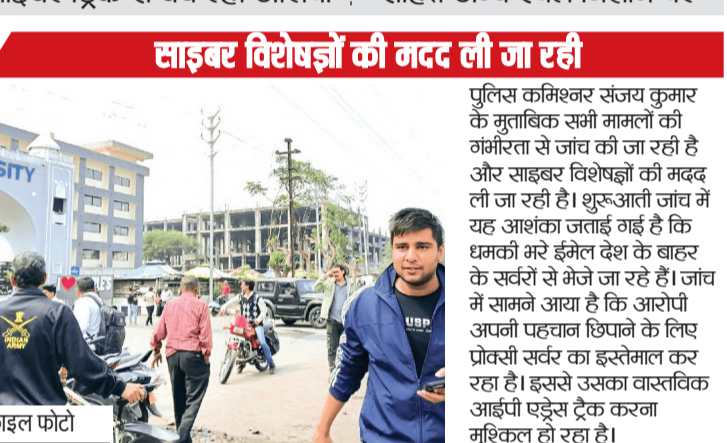 साइबर विशेषज्ञों की मदद ली जा रही
पुलिस कमिश्नर संजय कुमार
के मुताबिक सभी मामलों की
गंभीरता से जांच की जा रही है
और साइबर विशेषज्ञों की मदद
ली जा रही है। शुरूआती जांच में
यह आशंका जताई गई है कि
धमकी भरे ईमेल देश के बाहर
के सर्वरों से भेजे जा रहे हैं। जांच
में सामने आया है कि आरोपी
अपनी पहचान छिपाने के लिए
प्रोक्सी सर्वर का इस्तेमाल कर
रहा है। इससे उसका वास्तविक
आईपी एड्रेस ट्रैक करना
मुश्किल हो रहा है।
SITY
INDIAN
ARMY
USP
फोटो